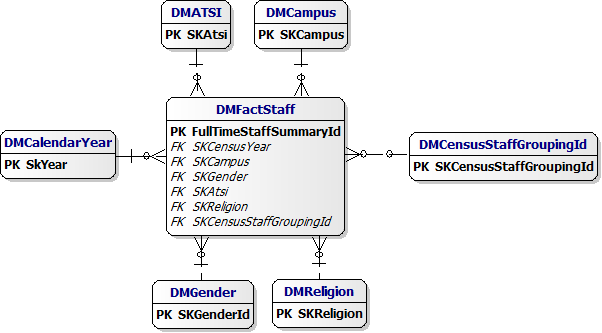 DMATSI
PK SKAtsi
DMCampus
PK SKCampus
DMFactStaff
PK FullTimeStaffSummaryId
FK SKCensusYear
FK SKCampus
FK SKGender
FK SKAtsi
FK SKReligion
FK SKCensusStaffGroupingId
DMCalendarYear
PK SkYear
DMCensusStaffGroupingId
PK SKCensusStaffGroupingId
DMGender
PK SKGenderId
DMReligion
PK SKReligion